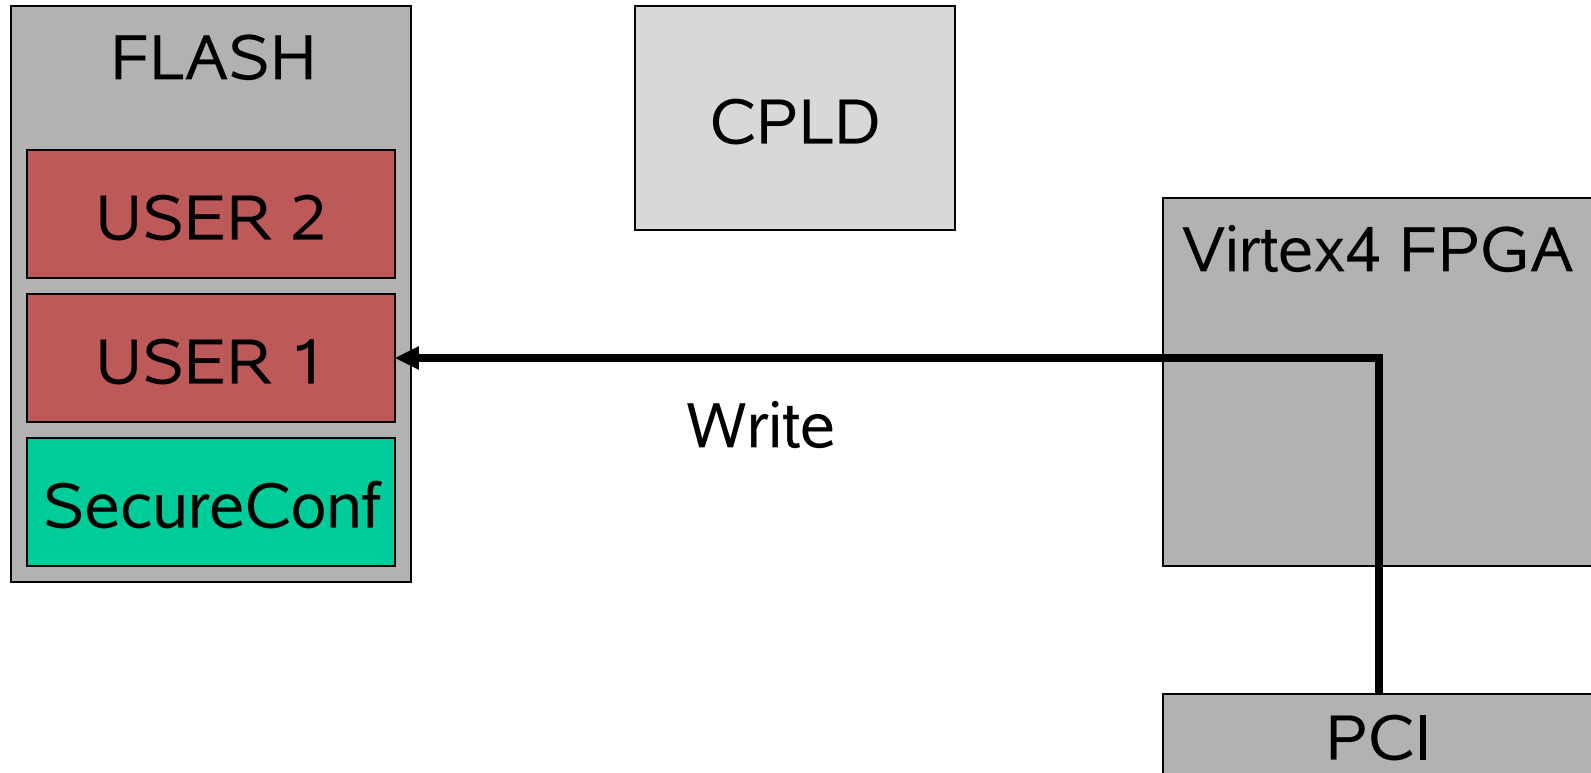 FLASH
USER 2
USER 1
SecureConf
CPLD
Write
Virtex4 FPGA
PCI